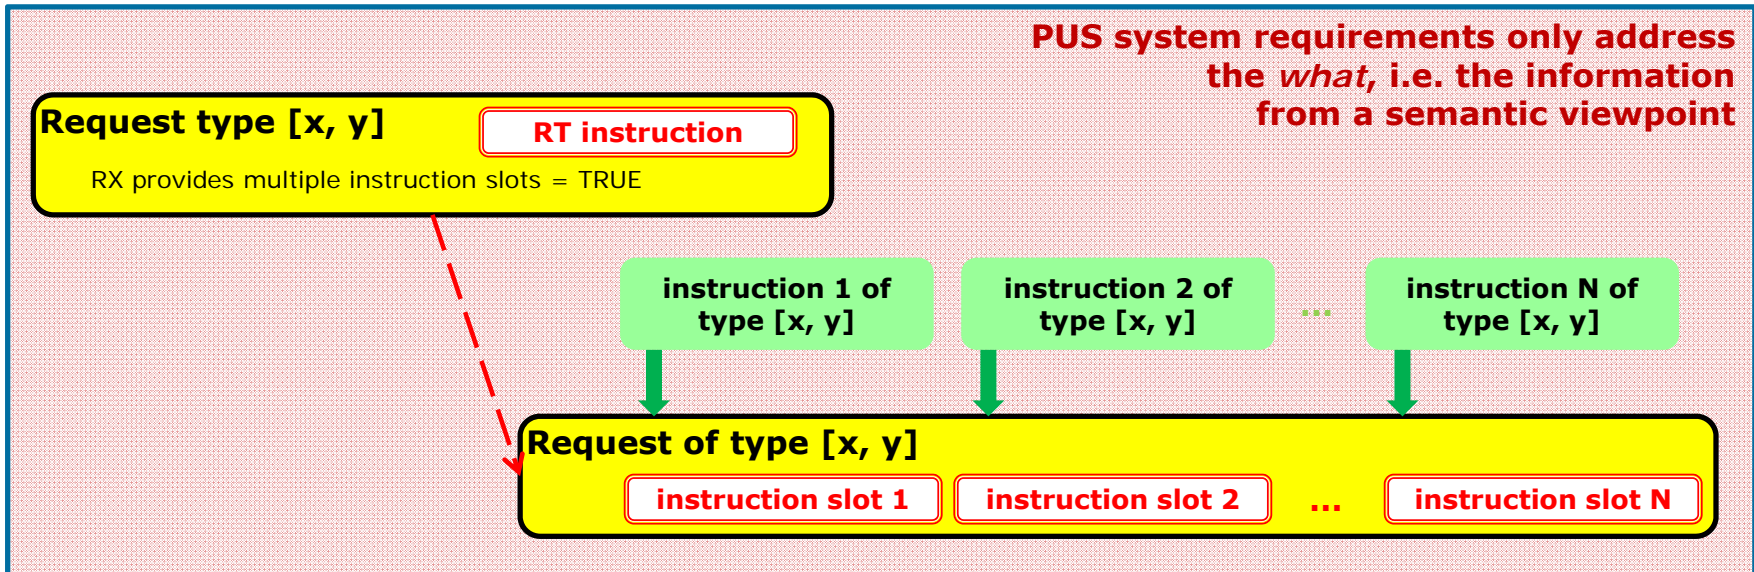 PUS system requirements only address
the what, i.e. the information
from a semantic viewpoint
Request type [x, y]
RT instruction
RX provides multiple instruction slots = TRUE
instruction 1 of
type [x, y]
instruction 2 of
type [x, y]
...
instruction N of
type [x, y]
Request of type [x, y]
instruction slot 1
instruction slot 2
...
instruction slot N